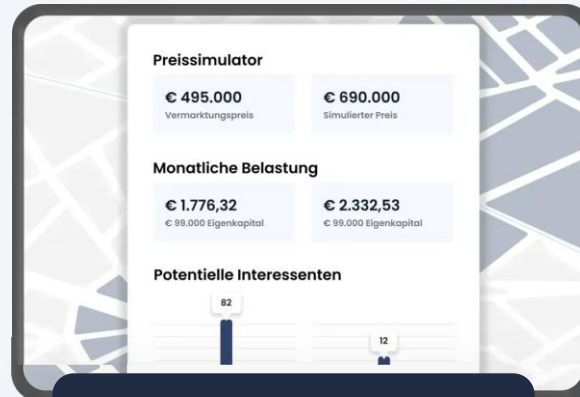 Preissimulator
€ 495.000 € 690.000
Vermarktungspreis Simulierter Preis
Monatliche Belastung
€ 1.776,32 € 2.332,53
€ 99.000 Eigenkapital € 99.000 Eigenkapital
Potentielle Interessenten
82
12